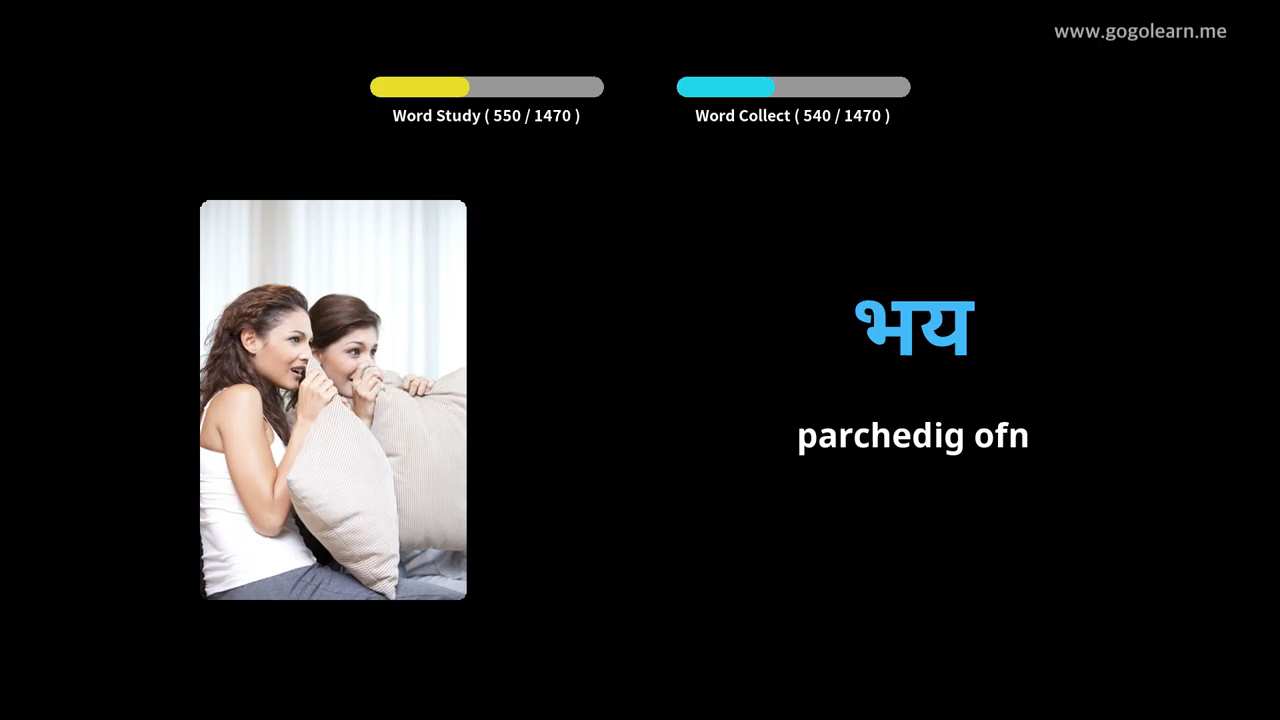 www.gogolearn.me
Word Study ( 550 / 1470 )
Word Collect ( 540 / 1470 )
भय
parchedig ofn